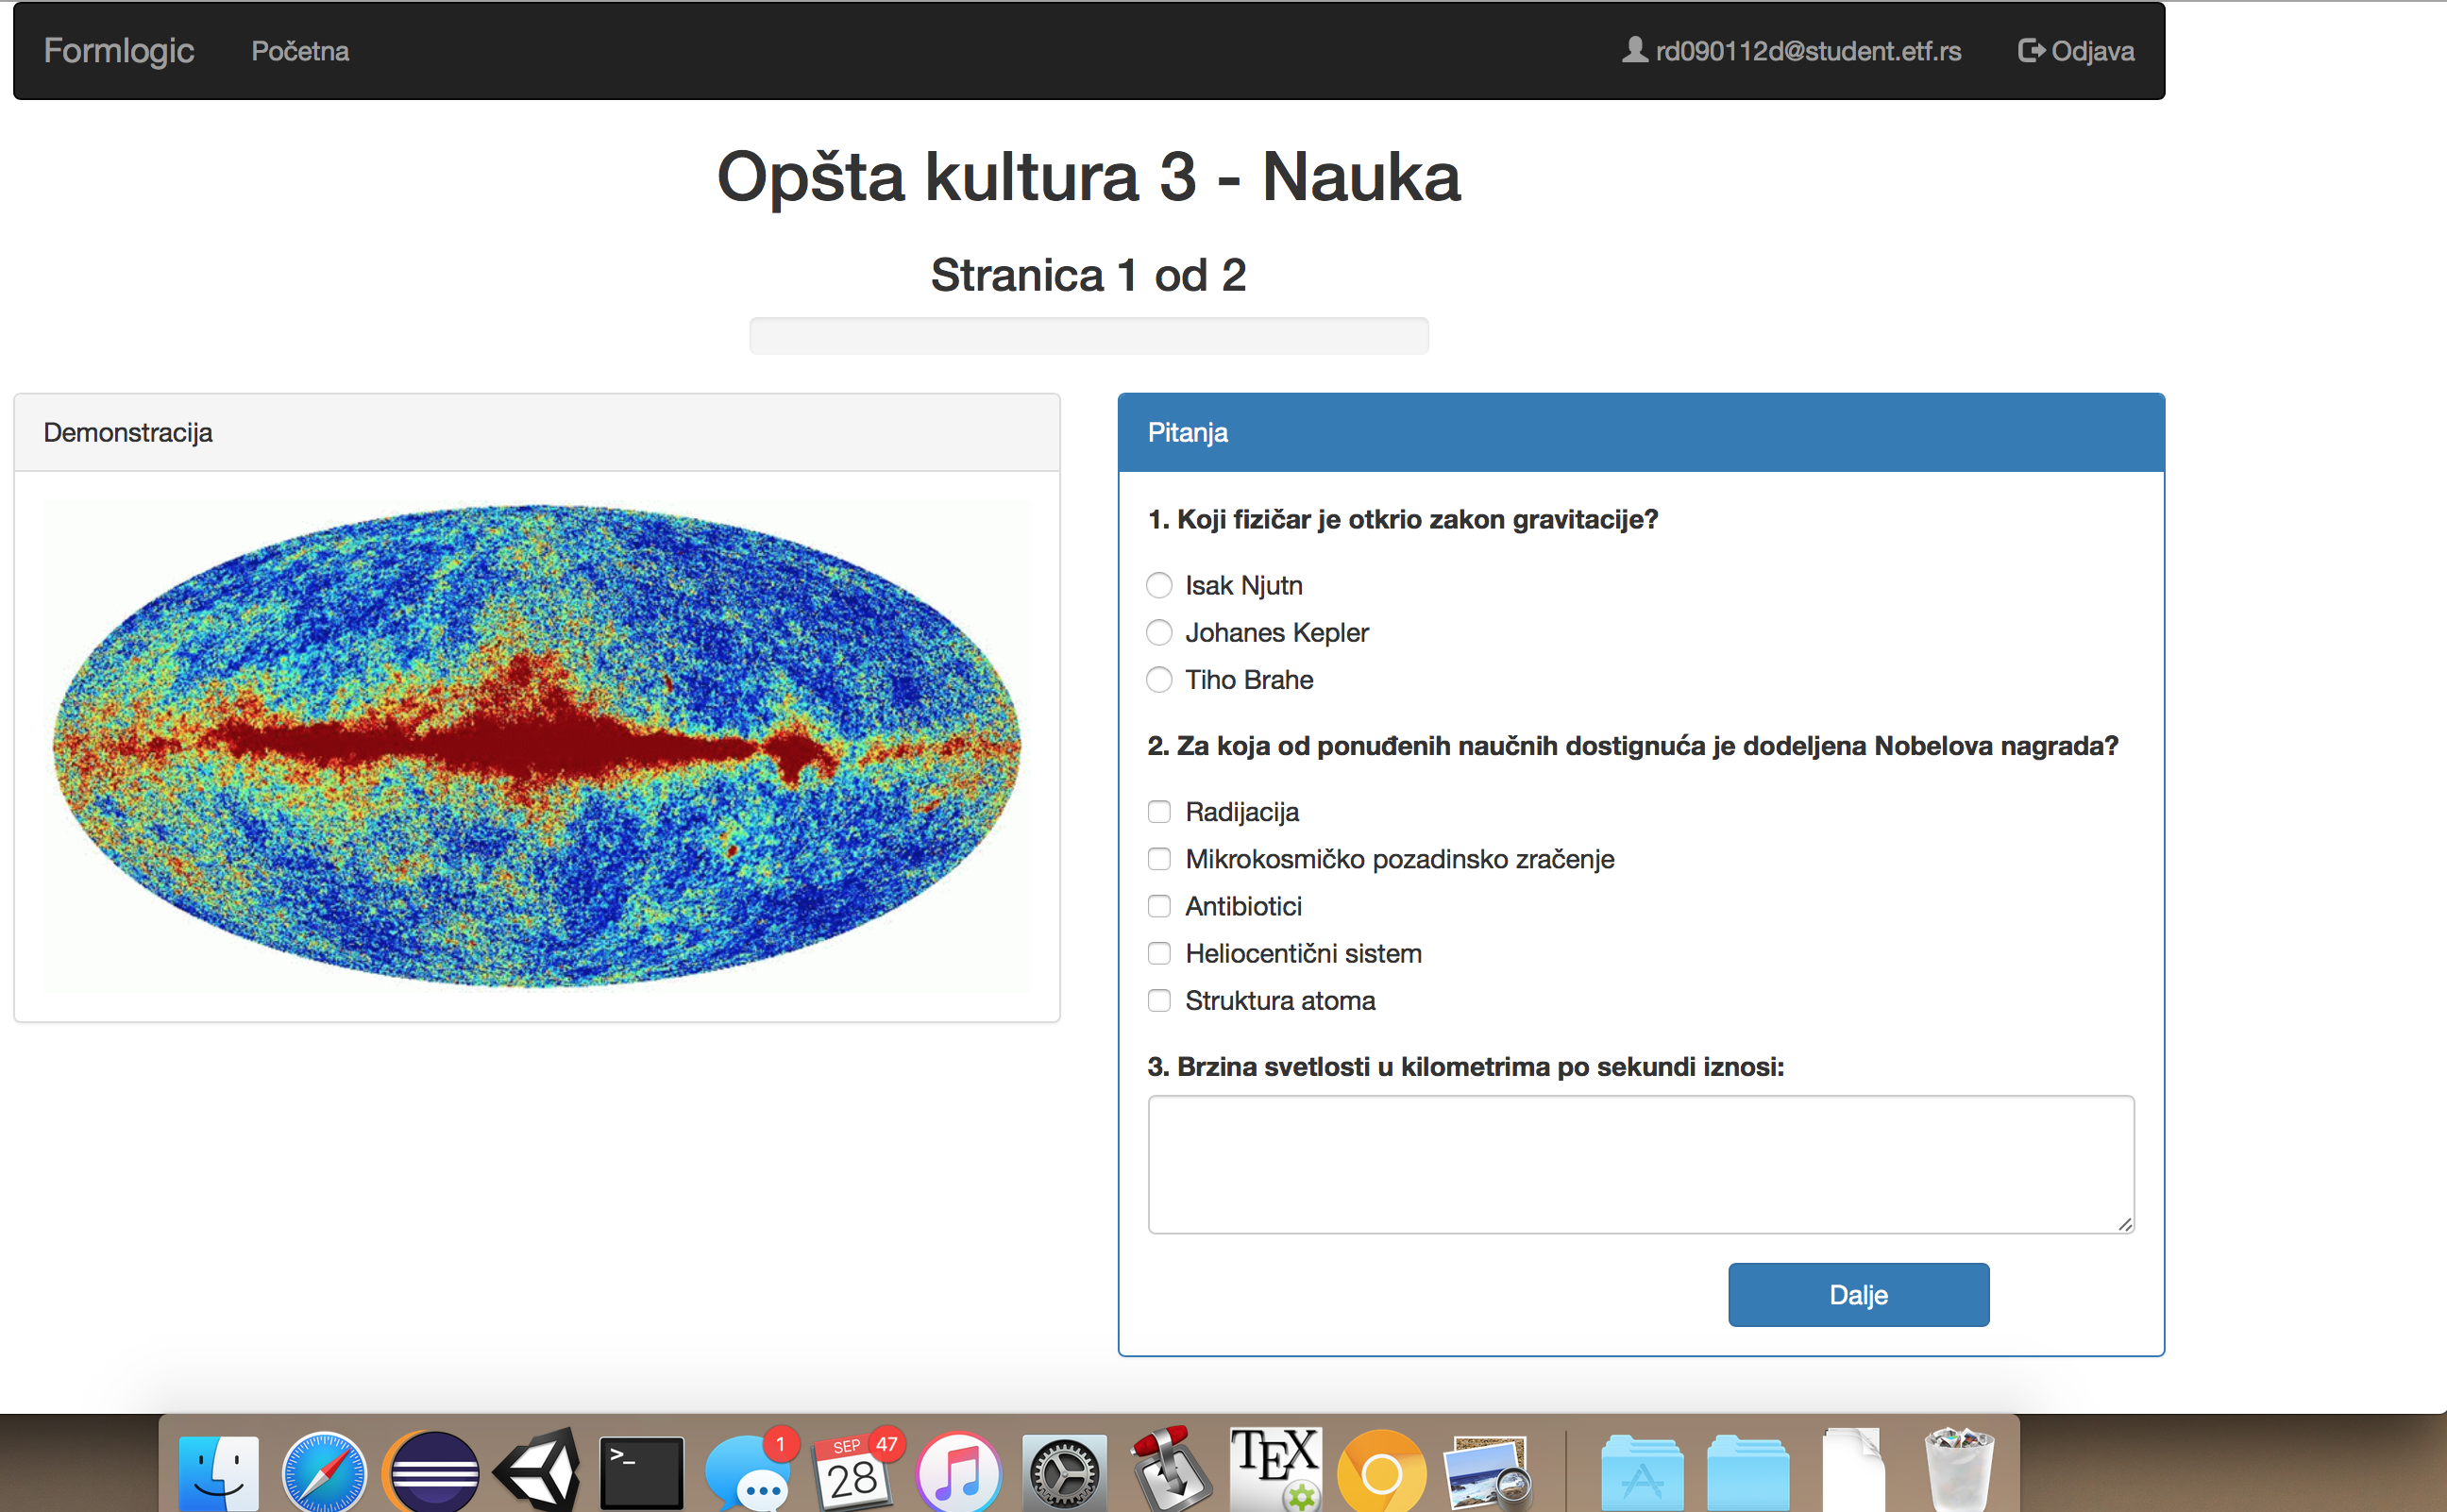 Formlogic Početna rd090112d@student.etf.rs Odjava
Opšta kultura 3 - Nauka
Stranica 1 od 2
Demonstracija
Pitanja
1. Koji fizičar je otkrio zakon gravitacije?
Isak Njutn
Johanes Kepler
Tiho Brahe
2. Za koja od ponuđenih naučnih dostignuća je dodeljena Nobelova nagrada?
Radijacija
Mikrokosmičko pozadinsko zračenje
Antibiotici
Heliocentični sistem
Struktura atoma
3. Brzina svetlosti u kilometrima po sekundi iznosi:
Dalje
>_
1
SEP
47
28
TEX